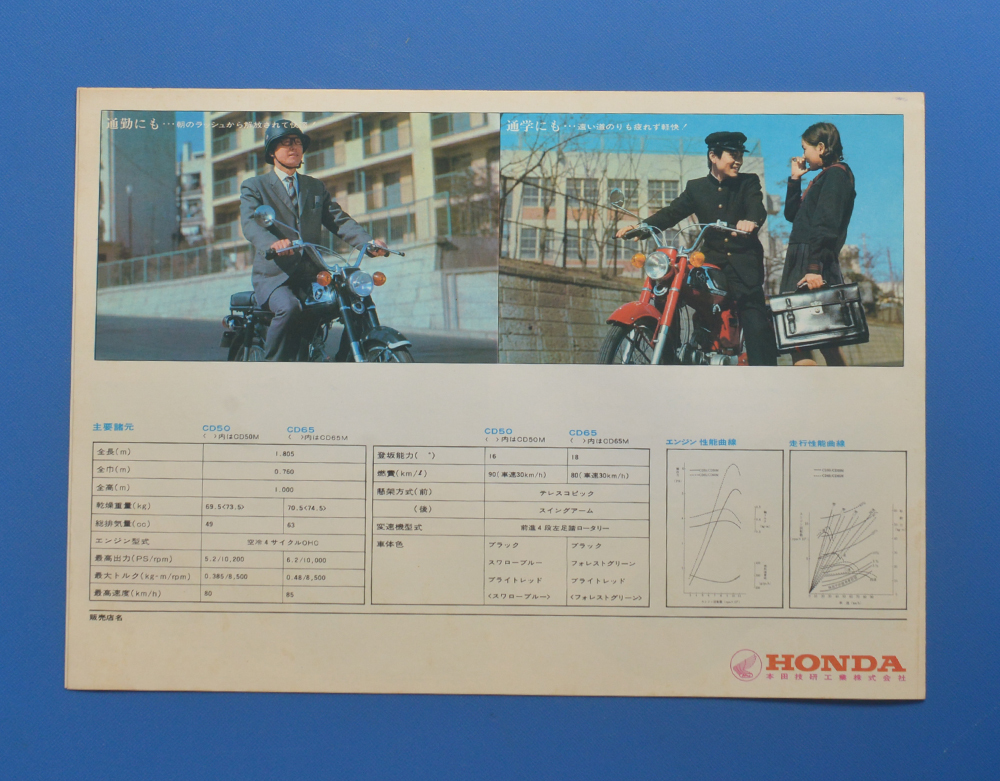 通勤にも…朝のラッシュから解放されて快
通学にも…遠い道のりも疲れず軽快!
主要諸元
CD50
< >内はCD50M
CD65
< >内はCD65M
全長(m) 1.805
全巾(m) 0.760
全高(m) 1.000
乾燥重量(kg) 69.5<73.5> 70.5<74.5>
総排気量(cc) 49 63
エンジン型式 空冷4サイクルOHC
最高出力(PS/rpm) 5.2/10,200 6.2/10,000
最大トルク(kg-m/rpm) 0.385/8,500 0.48/8,500
最高速度(km/h) 80 85
CD50
< >内はCD50M
CD65
< >内はCD65M
登坂能力(°) 16 18
燃費(km/ℓ) 90(車速30km/h) 80(車速30km/h)
懸架方式(前) テレスコピック
(後) スイングアーム
変速機型式 前進4段左足踏ロータリー
車体色 ブラック ブラック
スワローブルー フォレストグリーン
ブライトレッド ブライトレッド
<スワローブルー> <フォレストグリーン>
エンジン性能曲線
走行性能曲線
販売店名
HONDA
本田技研工業株式会社